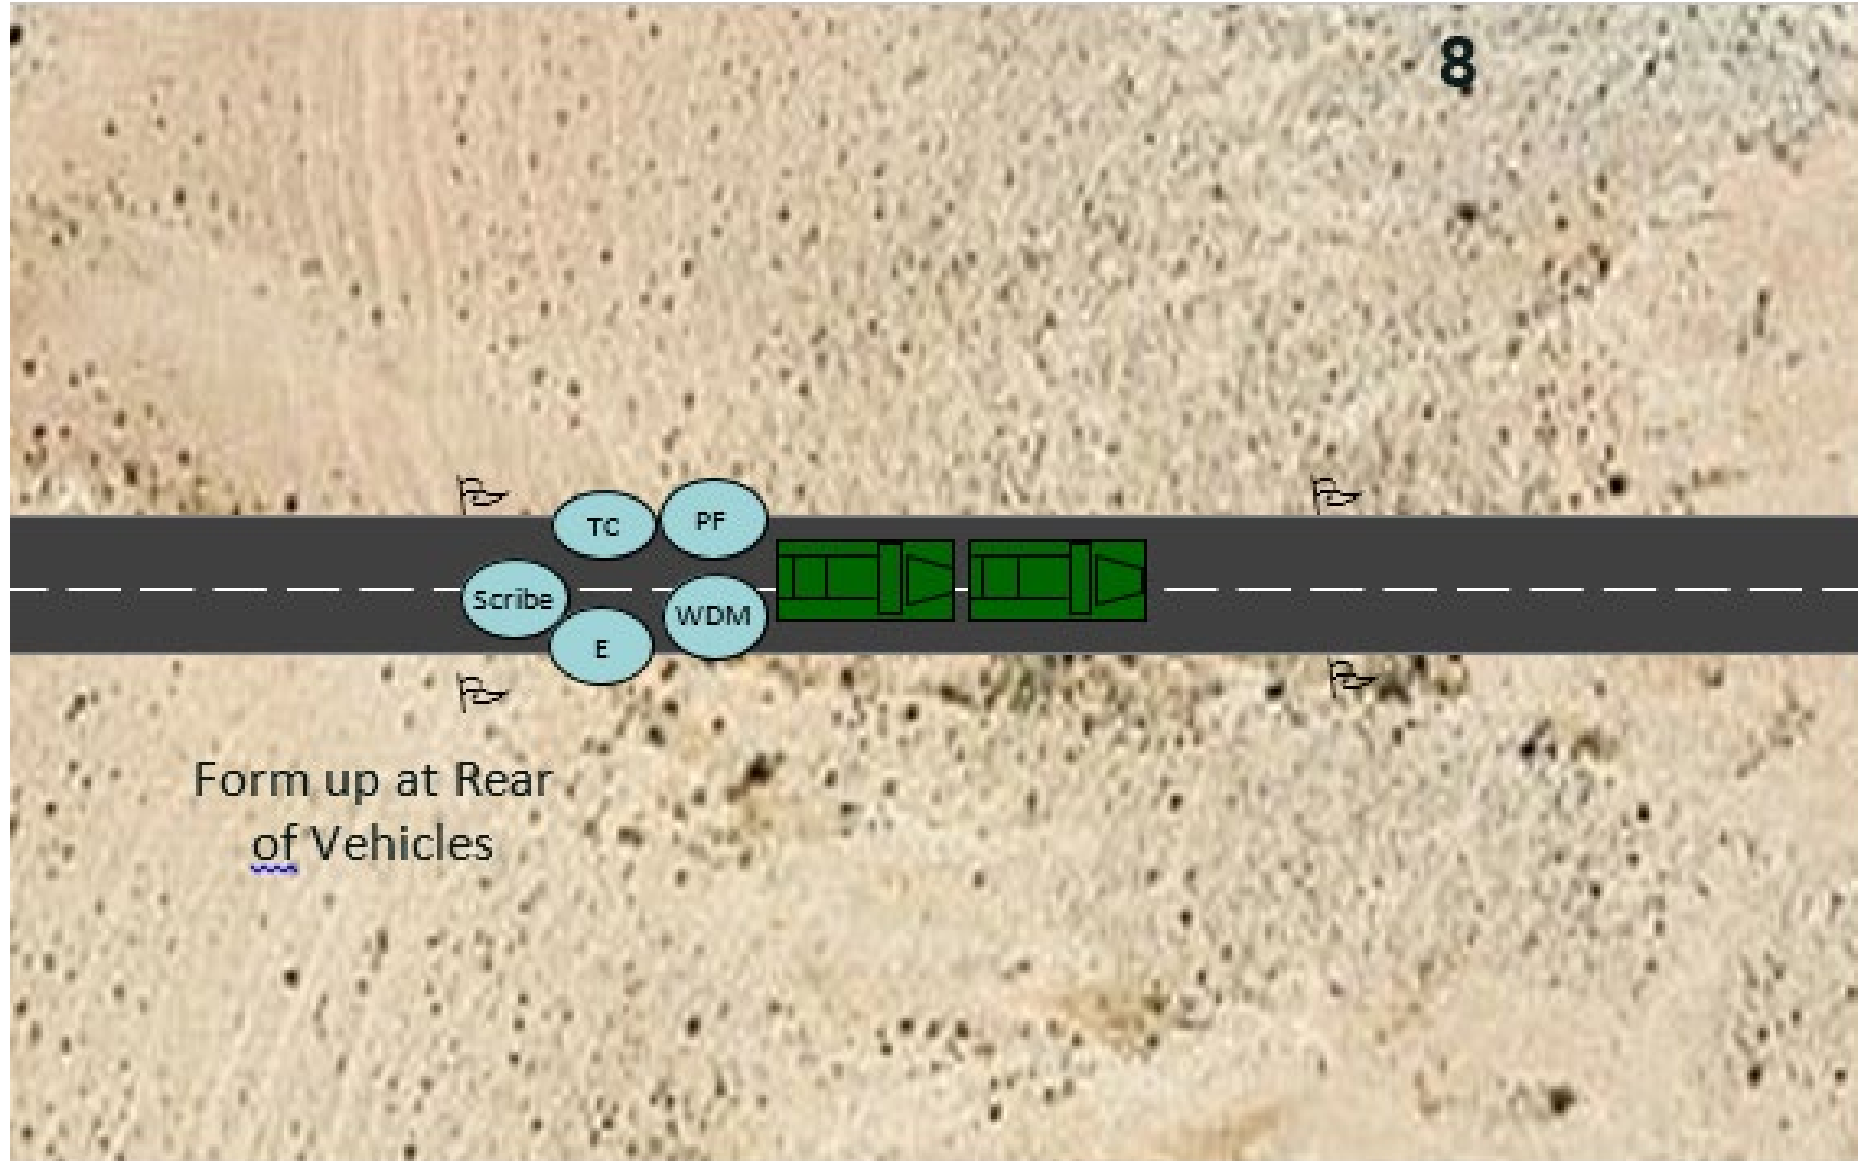 8
TC
PF
Scribe
WDM
E
Form up at Rear
of Vehicles